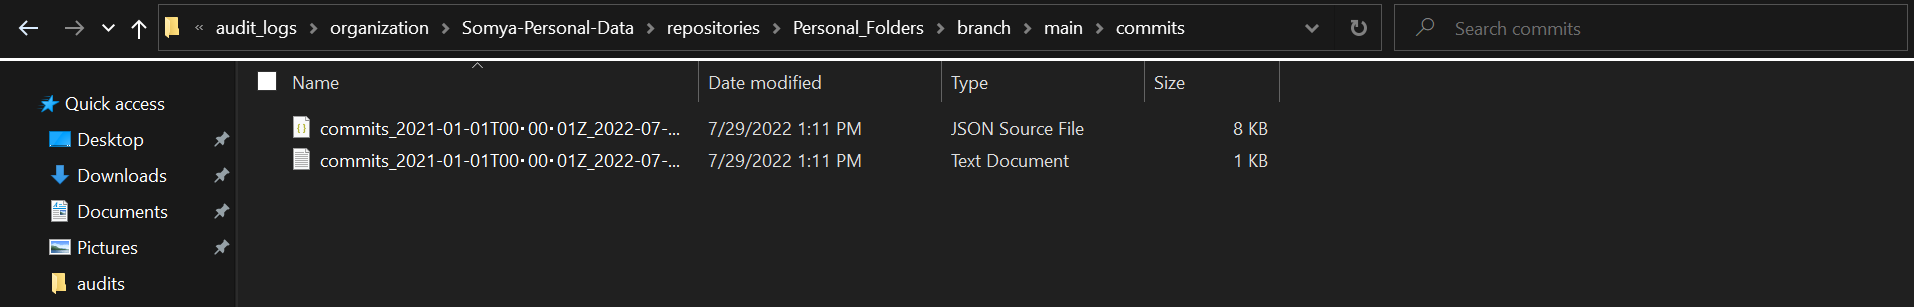 « audit_logs > organization > Somya-Personal-Data > repositories > Personal_Folders > branch > main > commits
Search commits
Name Date modified Type Size
Quick access
Desktop
Downloads
Documents
Pictures
audits
commits_2021-01-01T00꞉00꞉01Z_2022-07-... 7/29/2022 1:11 PM JSON Source File 8 KB
commits_2021-01-01T00꞉00꞉01Z_2022-07-... 7/29/2022 1:11 PM Text Document 1 KB